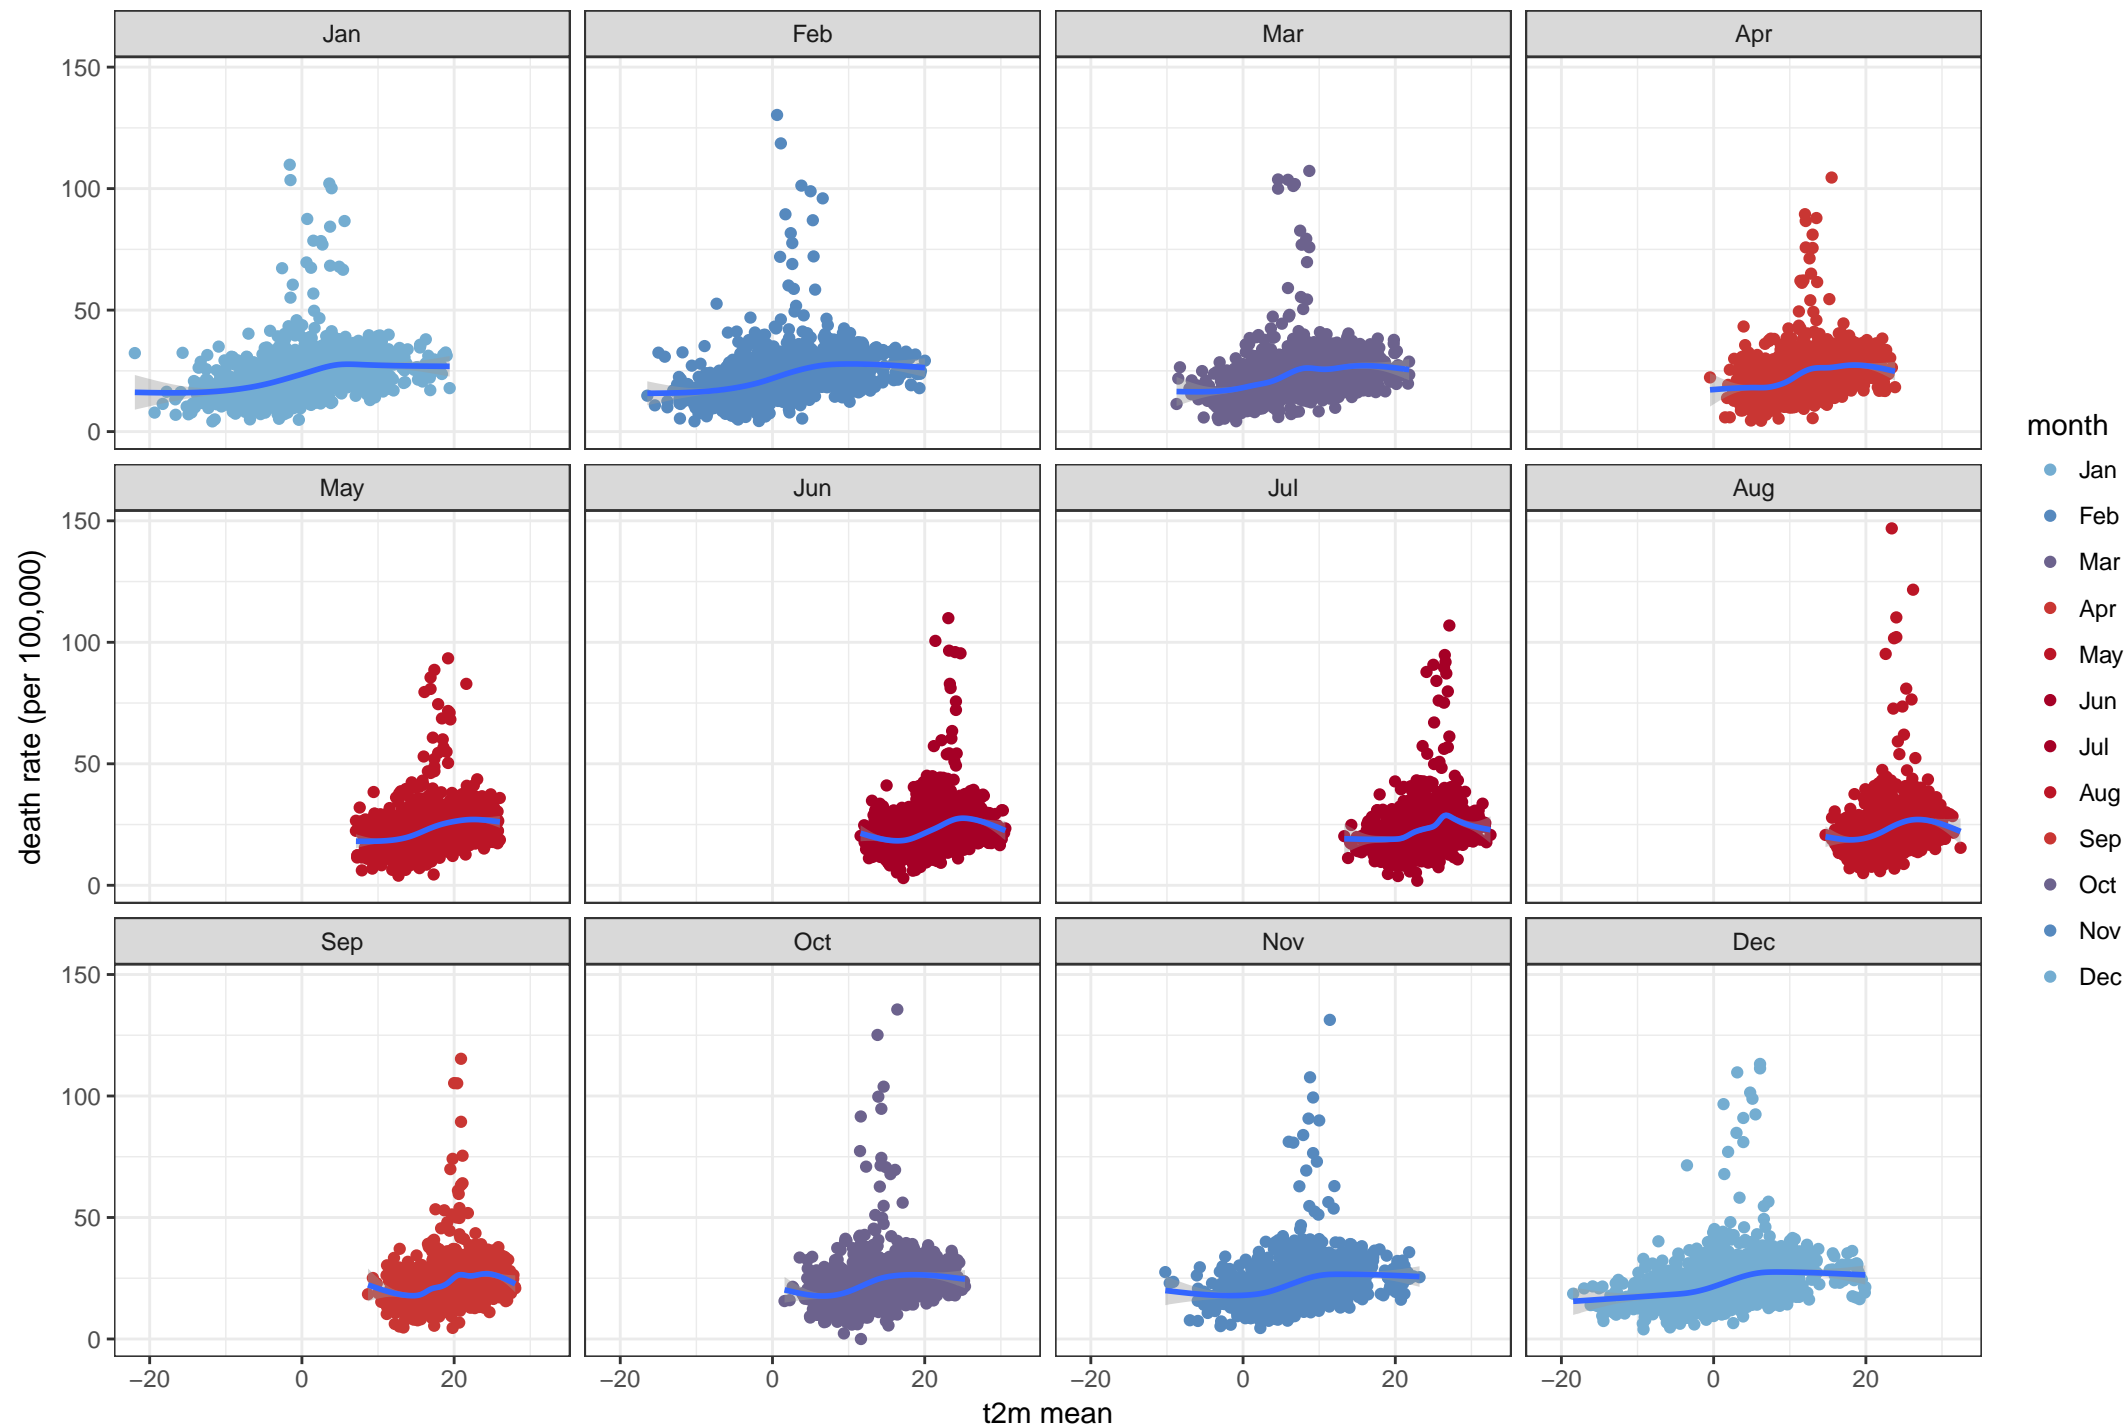 Jan Feb Mar Apr
150
100
50
0
May Jun Jul Aug
150
100
50
0
Sep Oct Nov Dec
150
100
50
0
−20 0 20 −20 0 20 −20 0 20 −20 0 20
t2m mean
death rate (per 100,000)
month
Jan
Feb
Mar
Apr
May
Jun
Jul
Aug
Sep
Oct
Nov
Dec